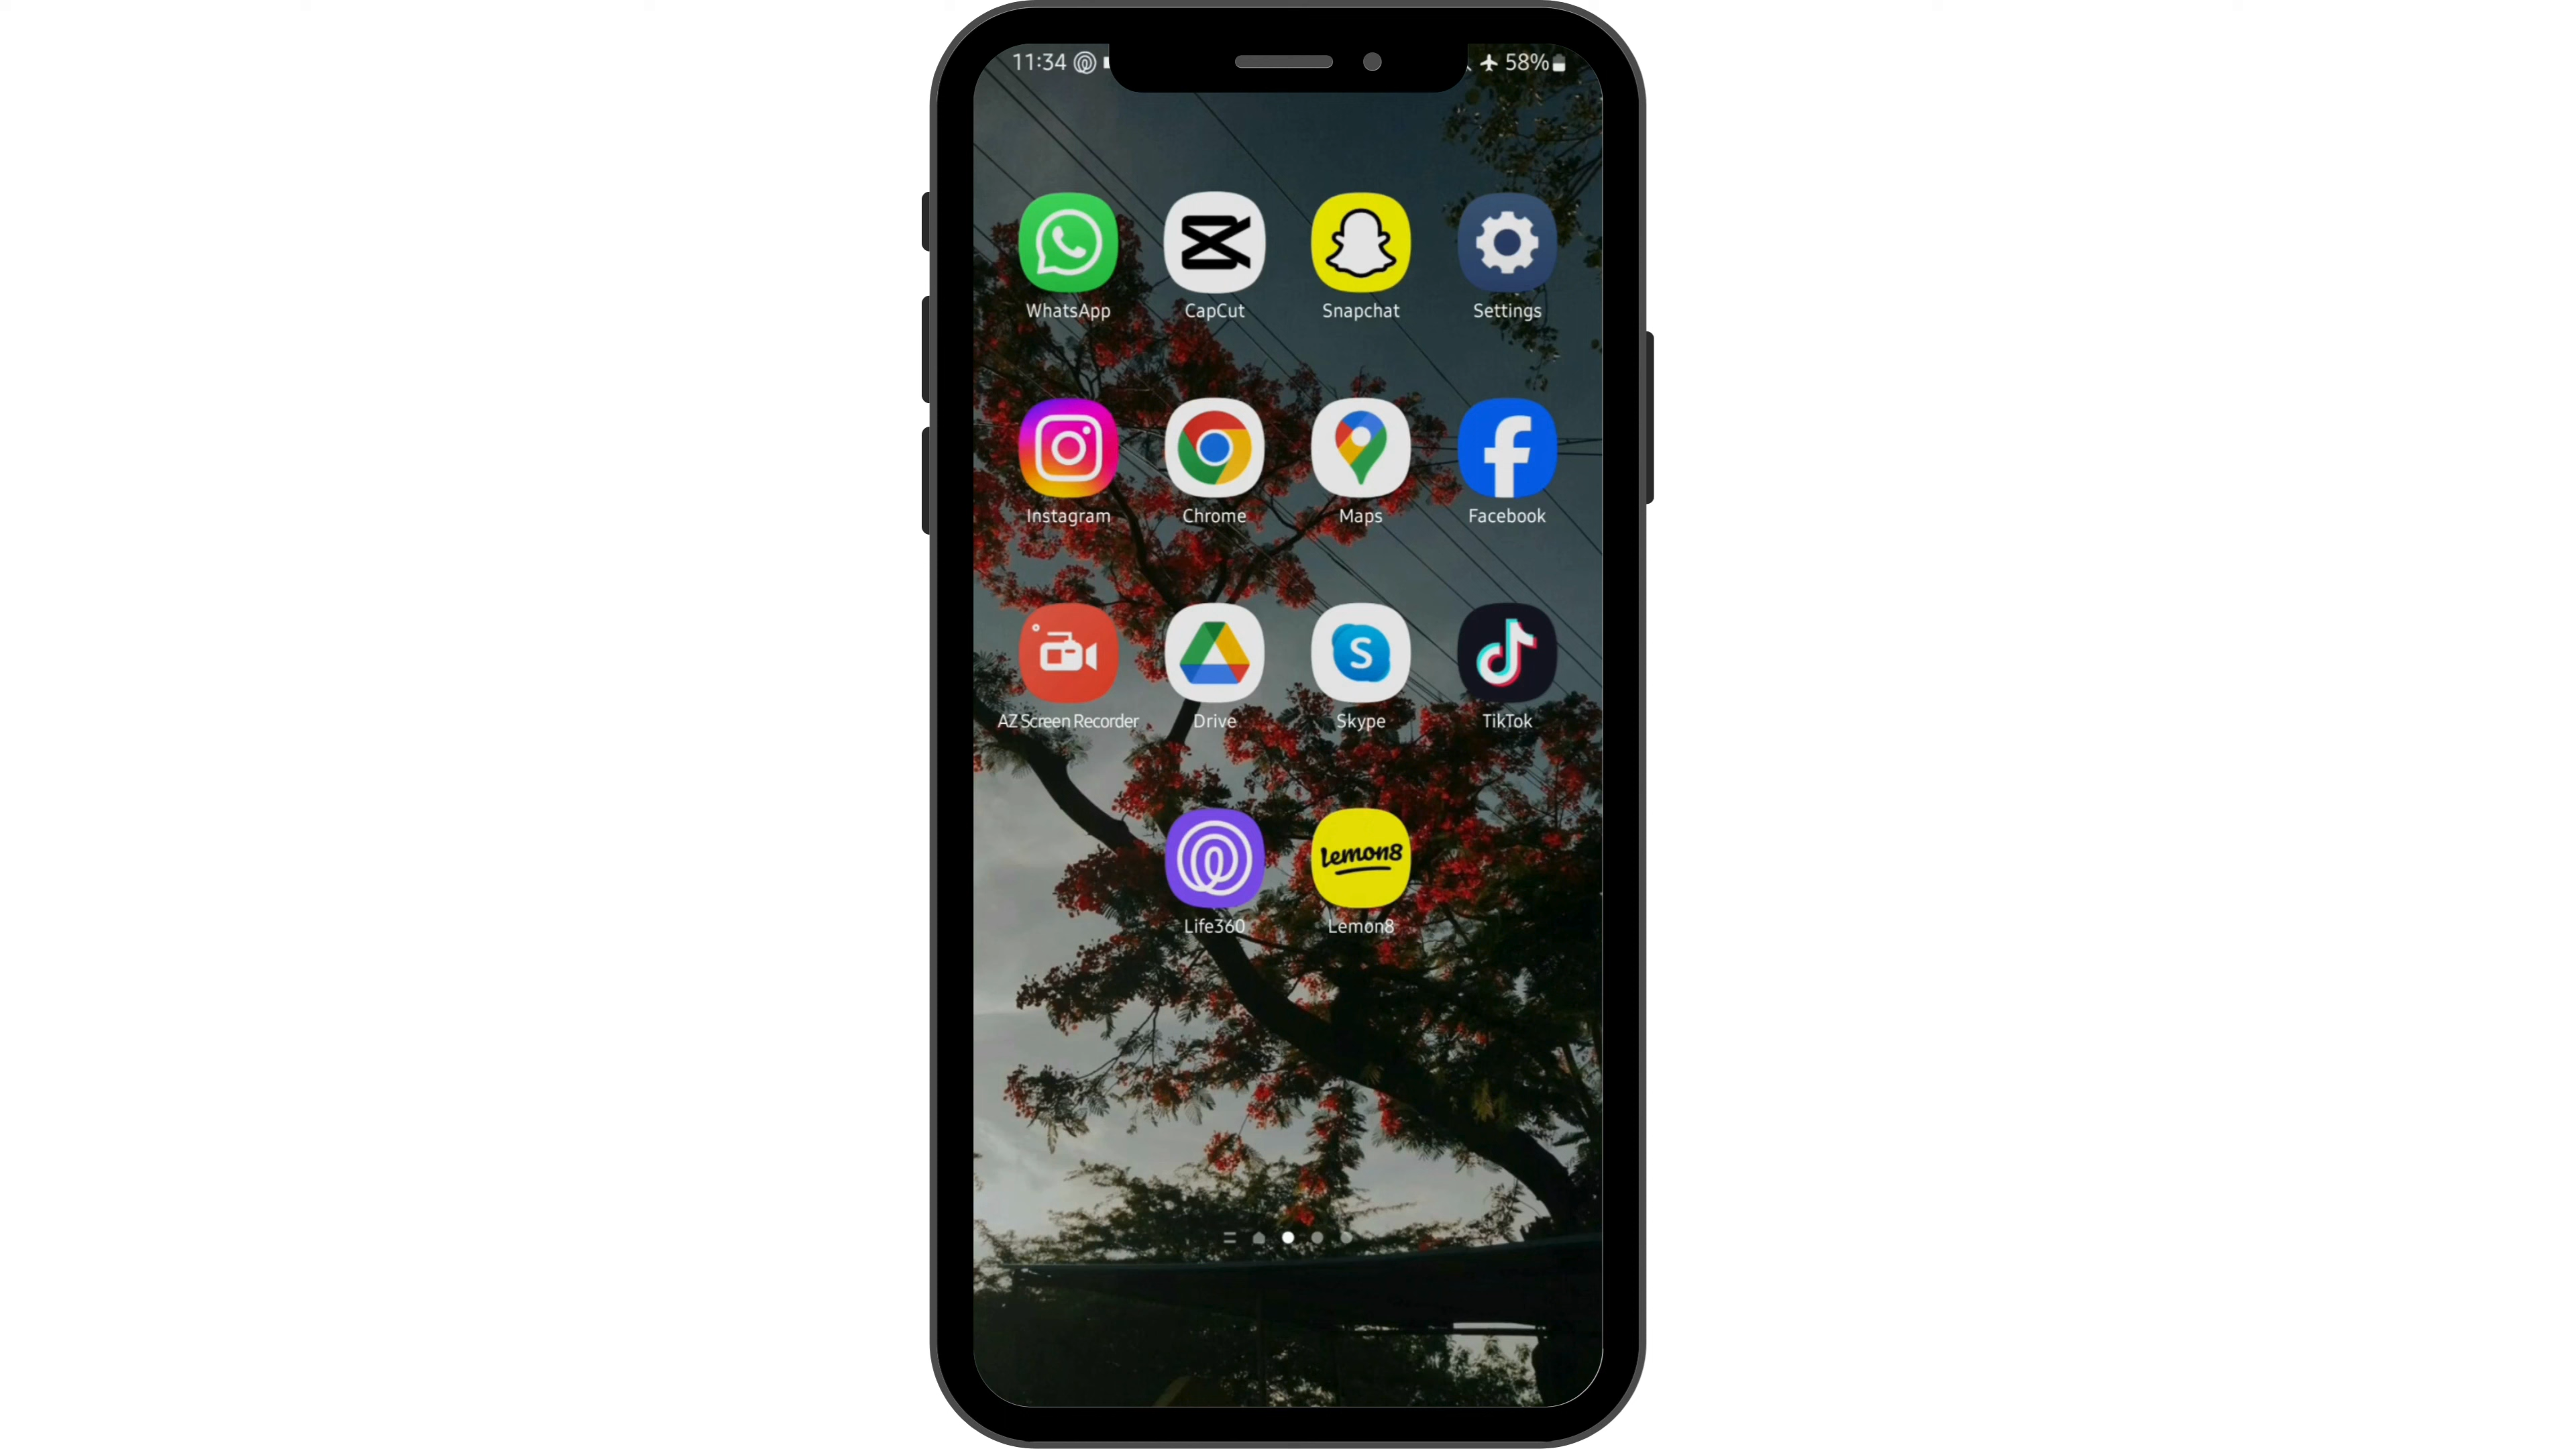 11:34 58%
WhatsApp CapCut Snapchat Settings
Instagram Chrome Maps Facebook
AZ Screen Recorder Drive S Skype TikTok
Lemon8
Life360 Lemon8